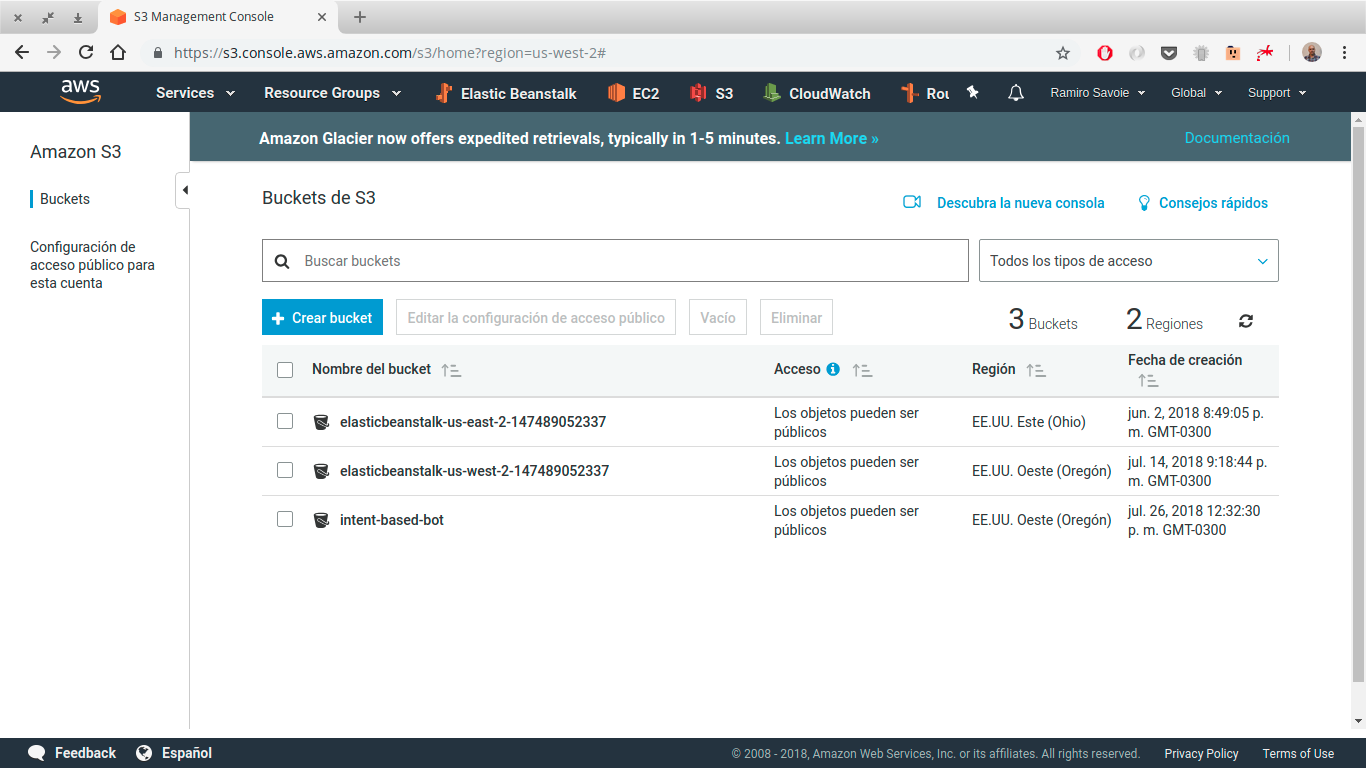 S3 Management Console
https://s3.console.aws.amazon.com/s3/home?region=us-west-2#
aws
Services
Resource Groups
Elastic Beanstalk
EC2
S3
CloudWatch
Rou
Ramiro Savoie
Global
Support
Amazon S3
Buckets
Configuración de
acceso público para
esta cuenta
Amazon Glacier now offers expedited retrievals, typically in 1-5 minutes. Learn More »
Documentación
Buckets de S3
Descubra la nueva consola
Consejos rápidos
Buscar buckets
Todos los tipos de acceso
Crear bucket
Editar la configuración de acceso público
Vacío
Eliminar
3 Buckets
2 Regiones
Nombre del bucket
Acceso
Región
Fecha de creación
elasticbeanstalk-us-east-2-147489052337
Los objetos pueden ser
públicos
EE.UU. Este (Ohio)
jun. 2, 2018 8:49:05 p.
m. GMT-0300
elasticbeanstalk-us-west-2-147489052337
Los objetos pueden ser
públicos
EE.UU. Oeste (Oregón)
jul. 14, 2018 9:18:44 p.
m. GMT-0300
intent-based-bot
Los objetos pueden ser
públicos
EE.UU. Oeste (Oregón)
jul. 26, 2018 12:32:30
p. m. GMT-0300
Feedback
Español
© 2008 - 2018, Amazon Web Services, Inc. or its affiliates. All rights reserved.
Privacy Policy
Terms of Use